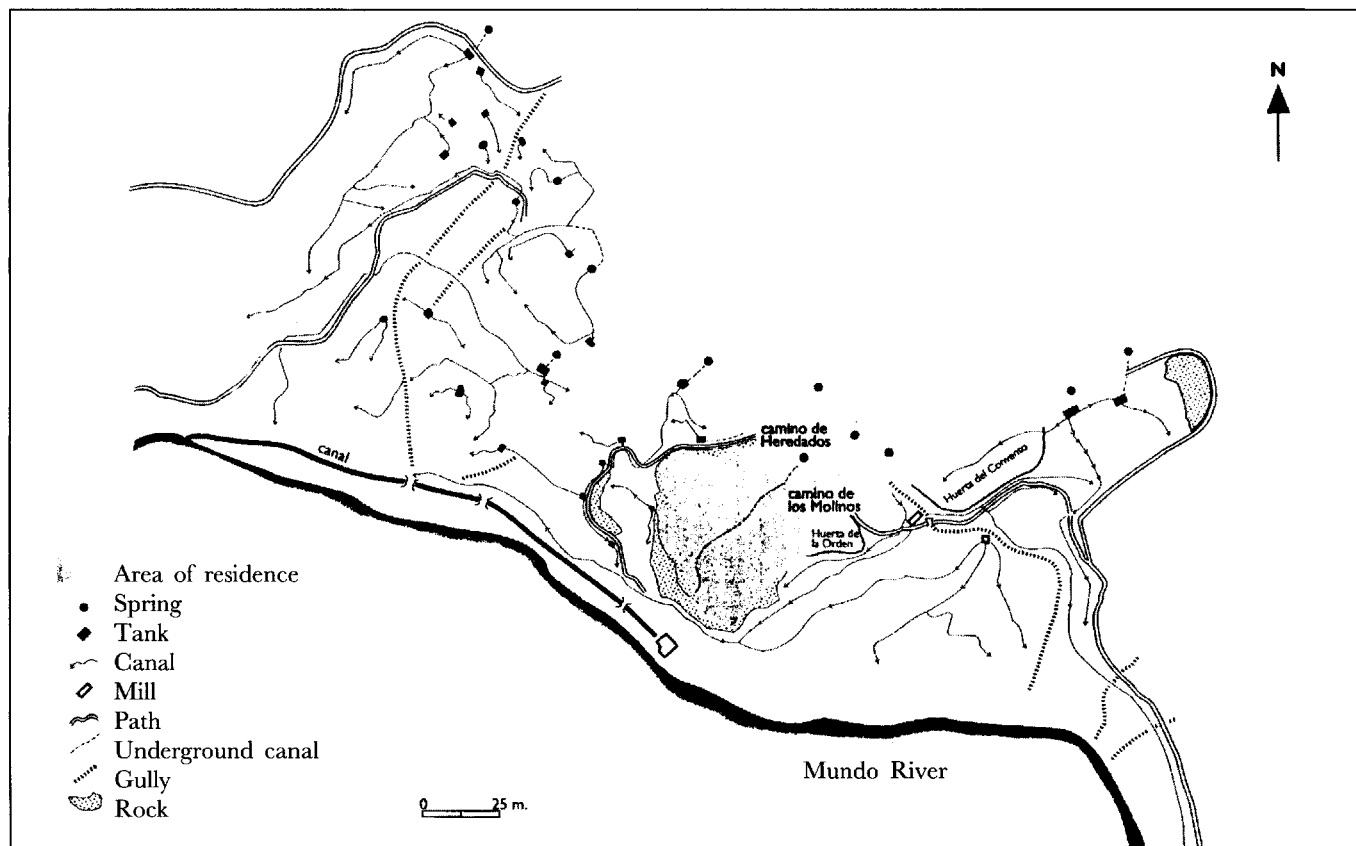 N
camino de
Heredados
canal
camino de
los Molinos
Huerta del Convento
Huerta de
la Orden
Area of residence
Spring
Tank
Canal
Mill
Path
Underground canal
Gully
Rock
0 25 m.
Mundo River